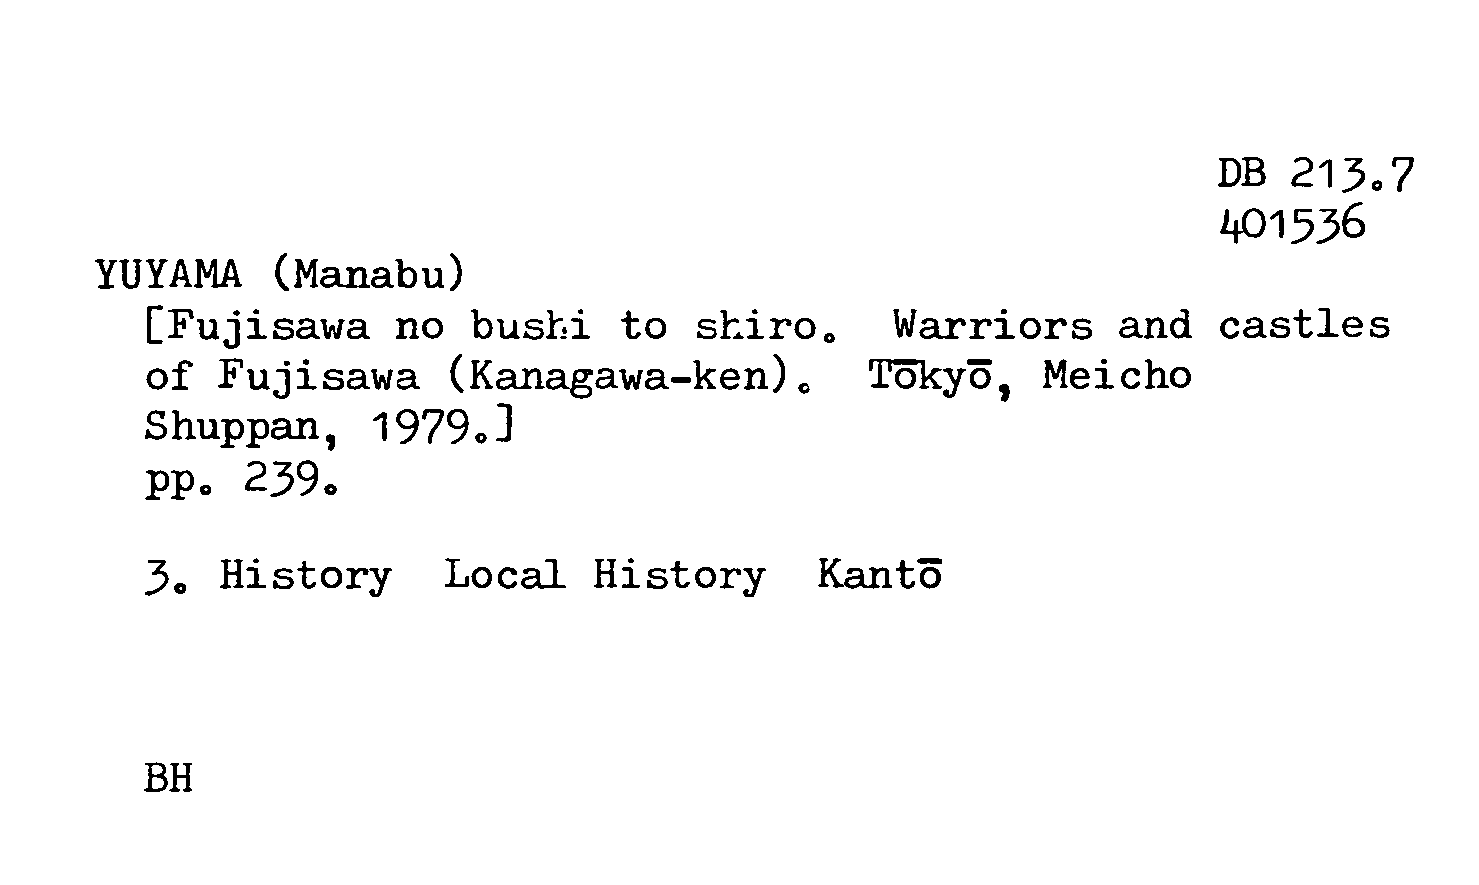 DB 213.7
401536
YUYAMA (Manabu)
[Fujisawa no bushi to shiro. Warriors and castles
of Fujisawa (Kanagawa-ken). Tōkyō, Meicho
Shuppan, 1979.]
pp. 239.
3. History Local History Kantō
BH